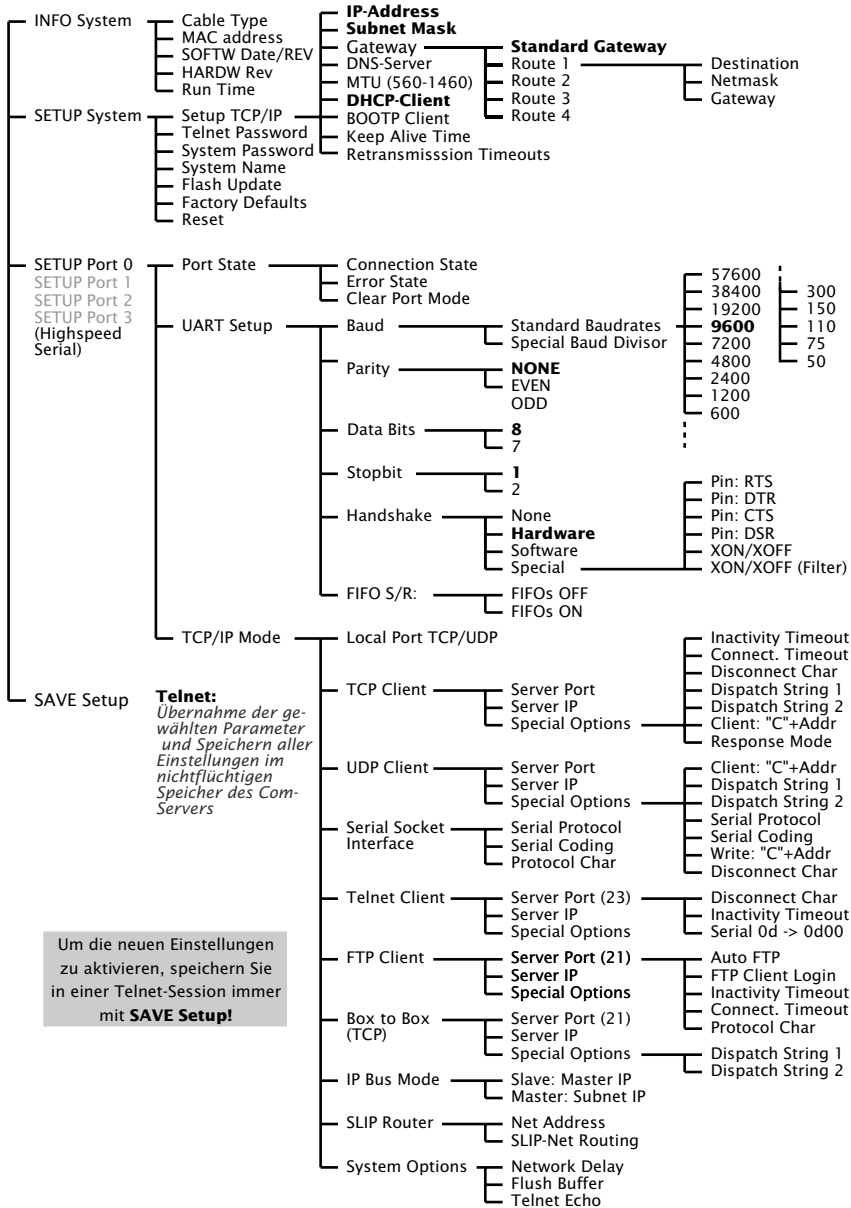 INFO System
Cable Type
MAC address
SOFTW Date/REV
HARDW Rev
Run Time
SETUP System
Setup TCP/IP
IP-Address
Subnet Mask
Gateway
Standard Gateway
Route 1
Destination
Netmask
Gateway
Route 2
Route 3
Route 4
DNS-Server
MTU (560-1460)
DHCP-Client
BOOTP Client
Keep Alive Time
Retransmisssion Timeouts
Telnet Password
System Password
System Name
Flash Update
Factory Defaults
Reset
SETUP Port 0
SETUP Port 1
SETUP Port 2
SETUP Port 3
(Highspeed
Serial)
Port State
Connection State
Error State
Clear Port Mode
UART Setup
Baud
Standard Baudrates
57600
38400
19200
9600
7200
4800
2400
1200
600
300
150
110
75
50
Special Baud Divisor
Parity
NONE
EVEN
ODD
Data Bits
8
7
Stopbit
1
2
Handshake
None
Hardware
Software
Special
Pin: RTS
Pin: DTR
Pin: CTS
Pin: DSR
XON/XOFF
XON/XOFF (Filter)
FIFO S/R:
FIFOs OFF
FIFOs ON
TCP/IP Mode
Local Port TCP/UDP
TCP Client
Server Port
Server IP
Special Options
Inactivity Timeout
Connect. Timeout
Disconnect Char
Dispatch String 1
Dispatch String 2
Client: "C"+Addr
Response Mode
UDP Client
Server Port
Server IP
Special Options
Client: "C"+Addr
Dispatch String 1
Dispatch String 2
Serial Protocol
Serial Coding
Write: "C"+Addr
Disconnect Char
Serial Socket
Interface
Serial Protocol
Serial Coding
Protocol Char
Telnet Client
Server Port (23)
Server IP
Special Options
Disconnect Char
Inactivity Timeout
Serial 0d -> 0d00
FTP Client
Server Port (21)
Server IP
Special Options
Auto FTP
FTP Client Login
Inactivity Timeout
Connect. Timeout
Protocol Char
Box to Box
(TCP)
Server Port (21)
Server IP
Special Options
Dispatch String 1
Dispatch String 2
IP Bus Mode
Slave: Master IP
Master: Subnet IP
SLIP Router
Net Address
SLIP-Net Routing
System Options
Network Delay
Flush Buffer
Telnet Echo
SAVE Setup
Telnet:
Übernahme der ge-
wählten Parameter
und Speichern aller
Einstellungen im
nichtflüchtigen
Speicher des Com-
Servers
Um die neuen Einstellungen
zu aktivieren, speichern Sie
in einer Telnet-Session immer
mit SAVE Setup!